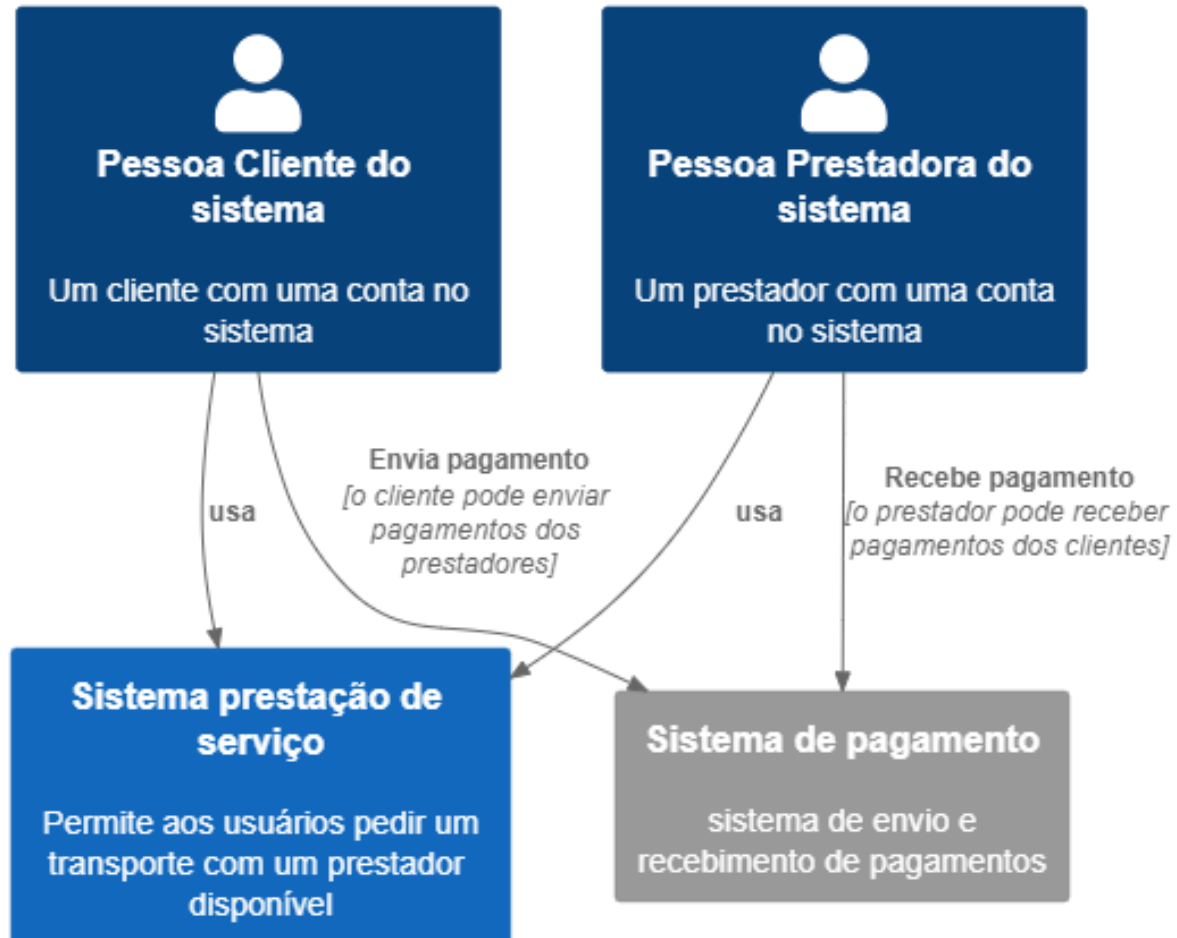 Pessoa Cliente do
sistema
Um cliente com uma conta no
sistema
Pessoa Prestadora do
sistema
Um prestador com uma conta
no sistema
usa
Envia pagamento
[o cliente pode enviar
pagamentos dos
prestadores]
usa
Recebe pagamento
[o prestador pode receber
pagamentos dos clientes]
Sistema prestação de
serviço
Permite aos usuários pedir um
transporte com um prestador
disponível
Sistema de pagamento
sistema de envio e
recebimento de pagamentos